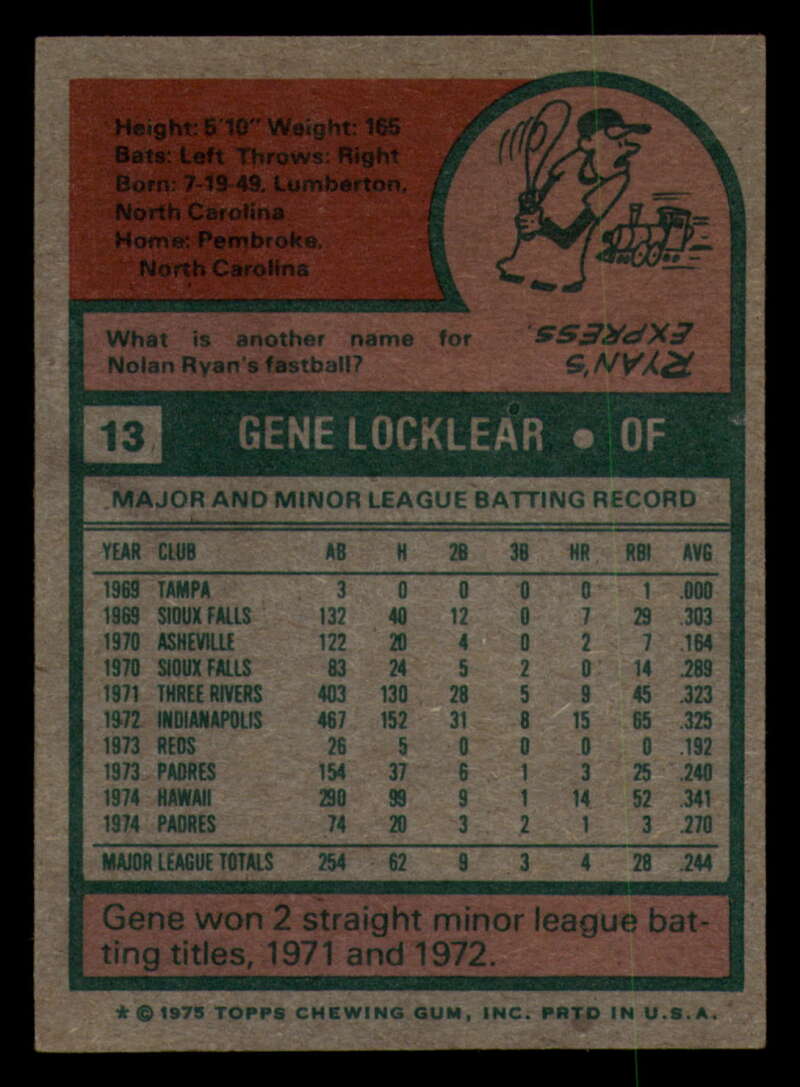 Height: 5'10" Weight: 165
Bats: Left Throws: Right
Born: 7-19-49, Lumberton,
North Carolina
Home: Pembroke,
North Carolina
What is another name for
Nolan Ryan's fastball?
RYAN'S
EXPRESS.
13 GENE LOCKLEAR • OF
MAJOR AND MINOR LEAGUE BATTING RECORD
YEAR CLUB AB H 2B 3B HR RBI AVG
1969 TAMPA 3 0 0 0 0 1 .000
1969 SIOUX FALLS 132 40 12 0 7 29 .303
1970 ASHEVILLE 122 20 4 0 2 7 .164
1970 SIOUX FALLS 83 24 5 2 0 14 .289
1971 THREE RIVERS 403 130 28 5 9 45 .323
1972 INDIANAPOLIS 467 152 31 8 15 65 .325
1973 REDS 26 5 0 0 0 0 .192
1973 PADRES 154 37 6 1 3 25 .240
1974 HAWAII 290 99 9 1 14 52 .341
1974 PADRES 74 20 3 2 1 3 .270
MAJOR LEAGUE TOTALS 254 62 9 3 4 28 .244
Gene won 2 straight minor league bat-
ting titles, 1971 and 1972.
* © 1975 TOPPS CHEWING GUM, INC. PRTD IN U.S.A.